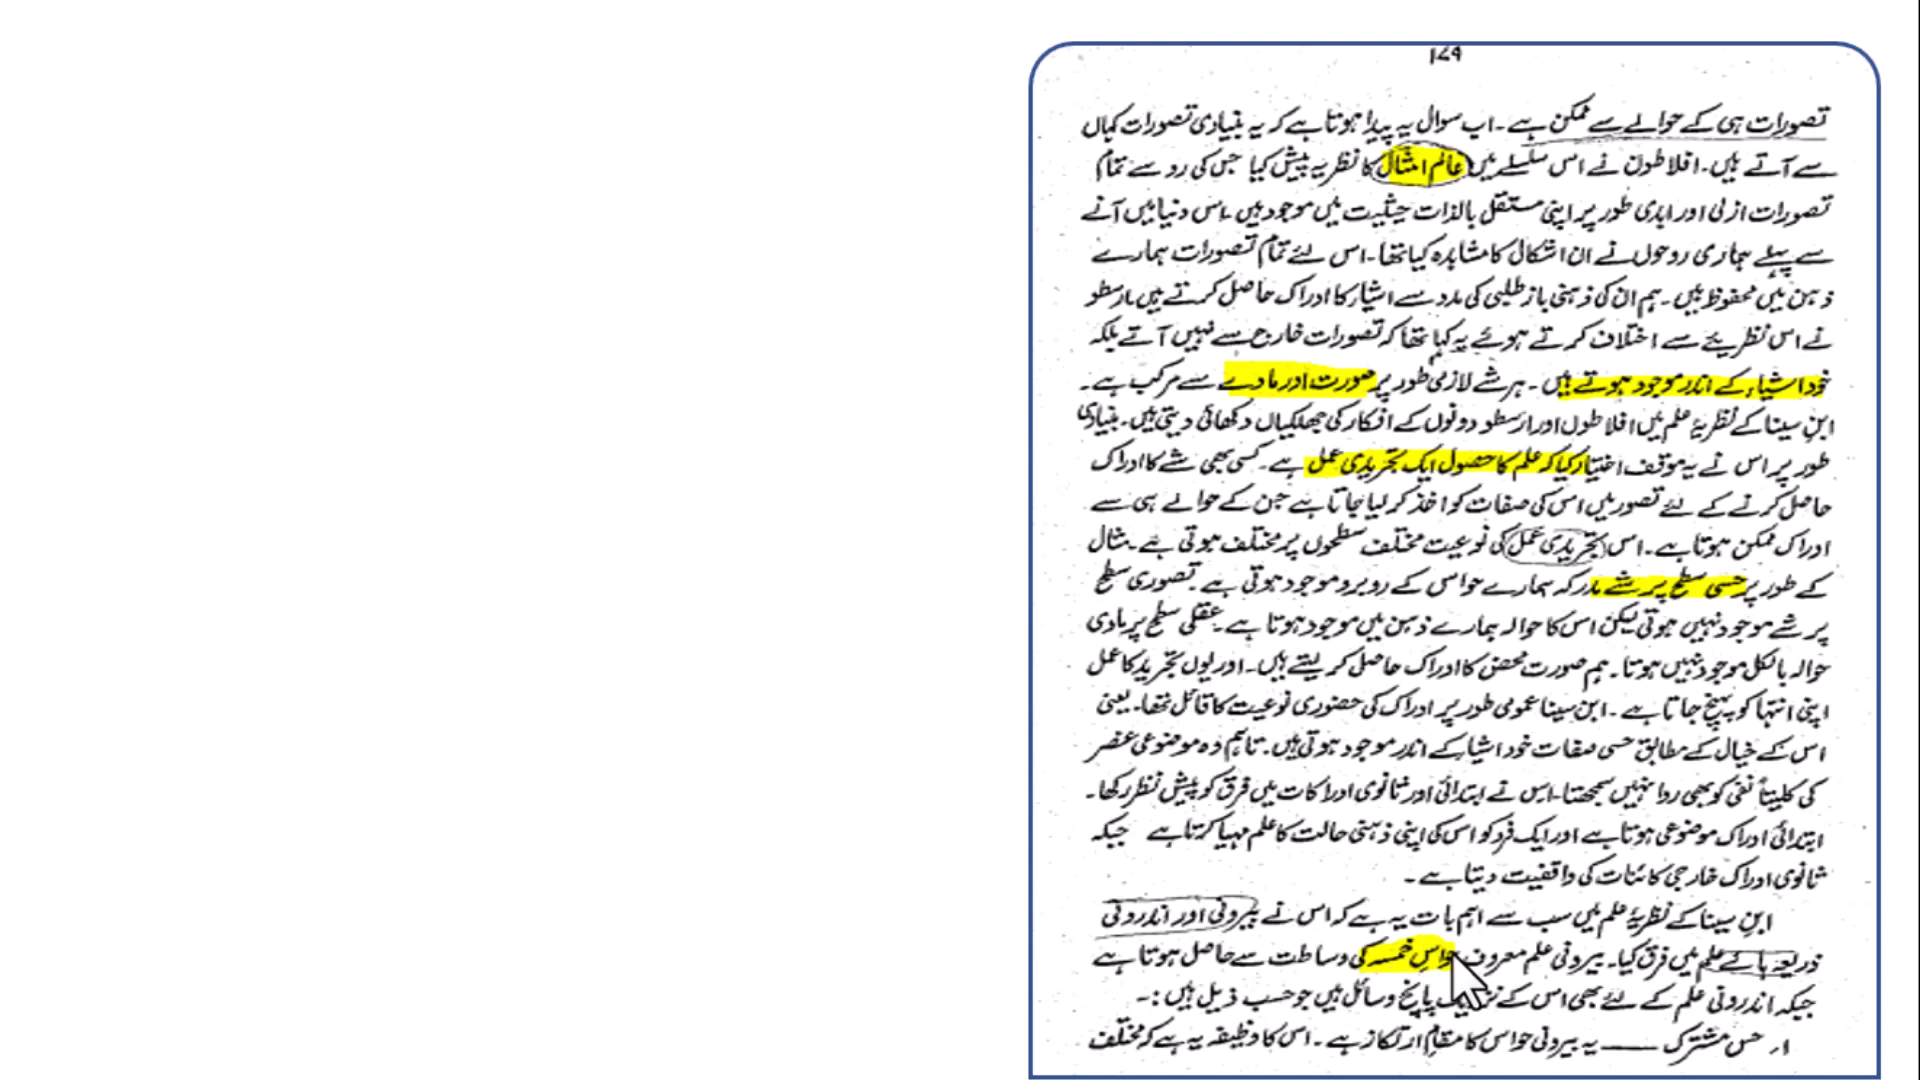 تصورات ہی کے حوالے سے ممکن ہے ۔ اب سوال یہ پیدا ہوتا ہے کہ یہ بنیادی تصورات کہاں
سے آتے ہیں۔ افلاطون نے اس سلسلے میں عالم امثال کا نظریہ پیش کیا جس کی رو سے تمام
تصورات ازلی اور ابدی طور پر اپنی مستقل بالذات حیثیت میں موجود ہیں۔ اس دنیا میں آنے
سے پہلے ہماری روحوں نے ان اشکال کا مشاہدہ کیا تھا۔ اس لئے تمام تصورات ہمارے
ذہن میں محفوظ ہیں۔ ہم ان کی ذہنی باز طلبی کی مدد سے اشیاء کا ادراک حاصل کرتے ہیں۔ ارسطو
نے اس نظریے سے اختلاف کرتے ہوئے یہ کہا تھا کہ تصورات خارج سے نہیں آتے بلکہ
خود اشیاء کے اندر موجود ہوتے ہیں ۔ ہر شے لازمی طور پر صورت اور مادے سے مرکب ہے ۔
ابن سینا کے نظریۂ علم میں افلاطون اور ارسطو دونوں کے افکار کی جھلکیاں دکھائی دیتی ہیں۔ بنیادی
طور پر اس نے یہ موقف اختیار کیا کہ علم کا حصول ایک تجریدی عمل ہے ۔ کسی بھی شے کا ادراک
حاصل کرنے کے لئے تصور میں اس کی صفات کو اخذ کر لیا جاتا ہے جن کے حوالے ہی سے
ادراک ممکن ہوتا ہے ۔ اس تجریدی عمل کی نوعیت مختلف سطحوں پر مختلف ہوتی ہے ۔ مثال
کے طور پر حسی سطح پر شے مدرکہ ہمارے حواس کے روبرو موجود ہوتی ہے ۔ تصوری سطح
پر شے موجود نہیں ہوتی لیکن اس کا حوالہ ہمارے ذہن میں موجود ہوتا ہے ۔ عقلی سطح پر مادی
حوالہ بالکل موجود نہیں ہوتا ۔ ہم صورت محض کا ادراک حاصل کر لیتے ہیں۔ اور یوں تجرید کا عمل
اپنی انتہا کو پہنچ جاتا ہے ۔ ابن سینا عمومی طور پر ادراک کی حضوری نوعیت کا قائل تھا۔ یعنی
اس کے خیال کے مطابق حسی صفات خود اشیاء کے اندر موجود ہوتی ہیں۔ تاہم وہ موضوعی عنصر
کی کلیتاً نفی کو بھی روا نہیں سمجھتا۔ اس نے ابتدائی اور ثانوی ادراکات میں فرق کو پیش نظر رکھا ۔
ابتدائی ادراک موضوعی ہوتا ہے اور ایک فرد کو اس کی اپنی ذہنی حالت کا علم مہیا کرتا ہے جبکہ
ثانوی ادراک خارجی کائنات کی واقفیت دیتا ہے ۔
ابن سینا کے نظریۂ علم میں سب سے اہم بات یہ ہے کہ اس نے بیرونی اور اندرونی
ذریعہ ہائے علم میں فرق کیا۔ بیرونی علم معروف حواس خمسہ کی وساطت سے حاصل ہوتا ہے
جبکہ اندرونی علم کے لئے بھی اس کے پانچ وسائل ہیں جو حسب ذیل ہیں :۔
۱۔ حس مشترک —— یہ بیرونی حواس کا مقام ارتکاز ہے ۔ اس کا وظیفہ یہ ہے کہ مختلف